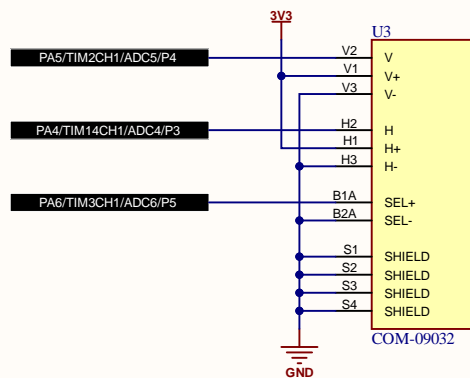 3V3
U3
PA5/TIM2CH1/ADC5/P4 V2 V
V1 V+
V3 V-
PA4/TIM14CH1/ADC4/P3 H2 H
H1 H+
H3 H-
PA6/TIM3CH1/ADC6/P5 B1A SEL+
B2A SEL-
S1 SHIELD
S2 SHIELD
S3 SHIELD
S4 SHIELD
COM-09032
GND